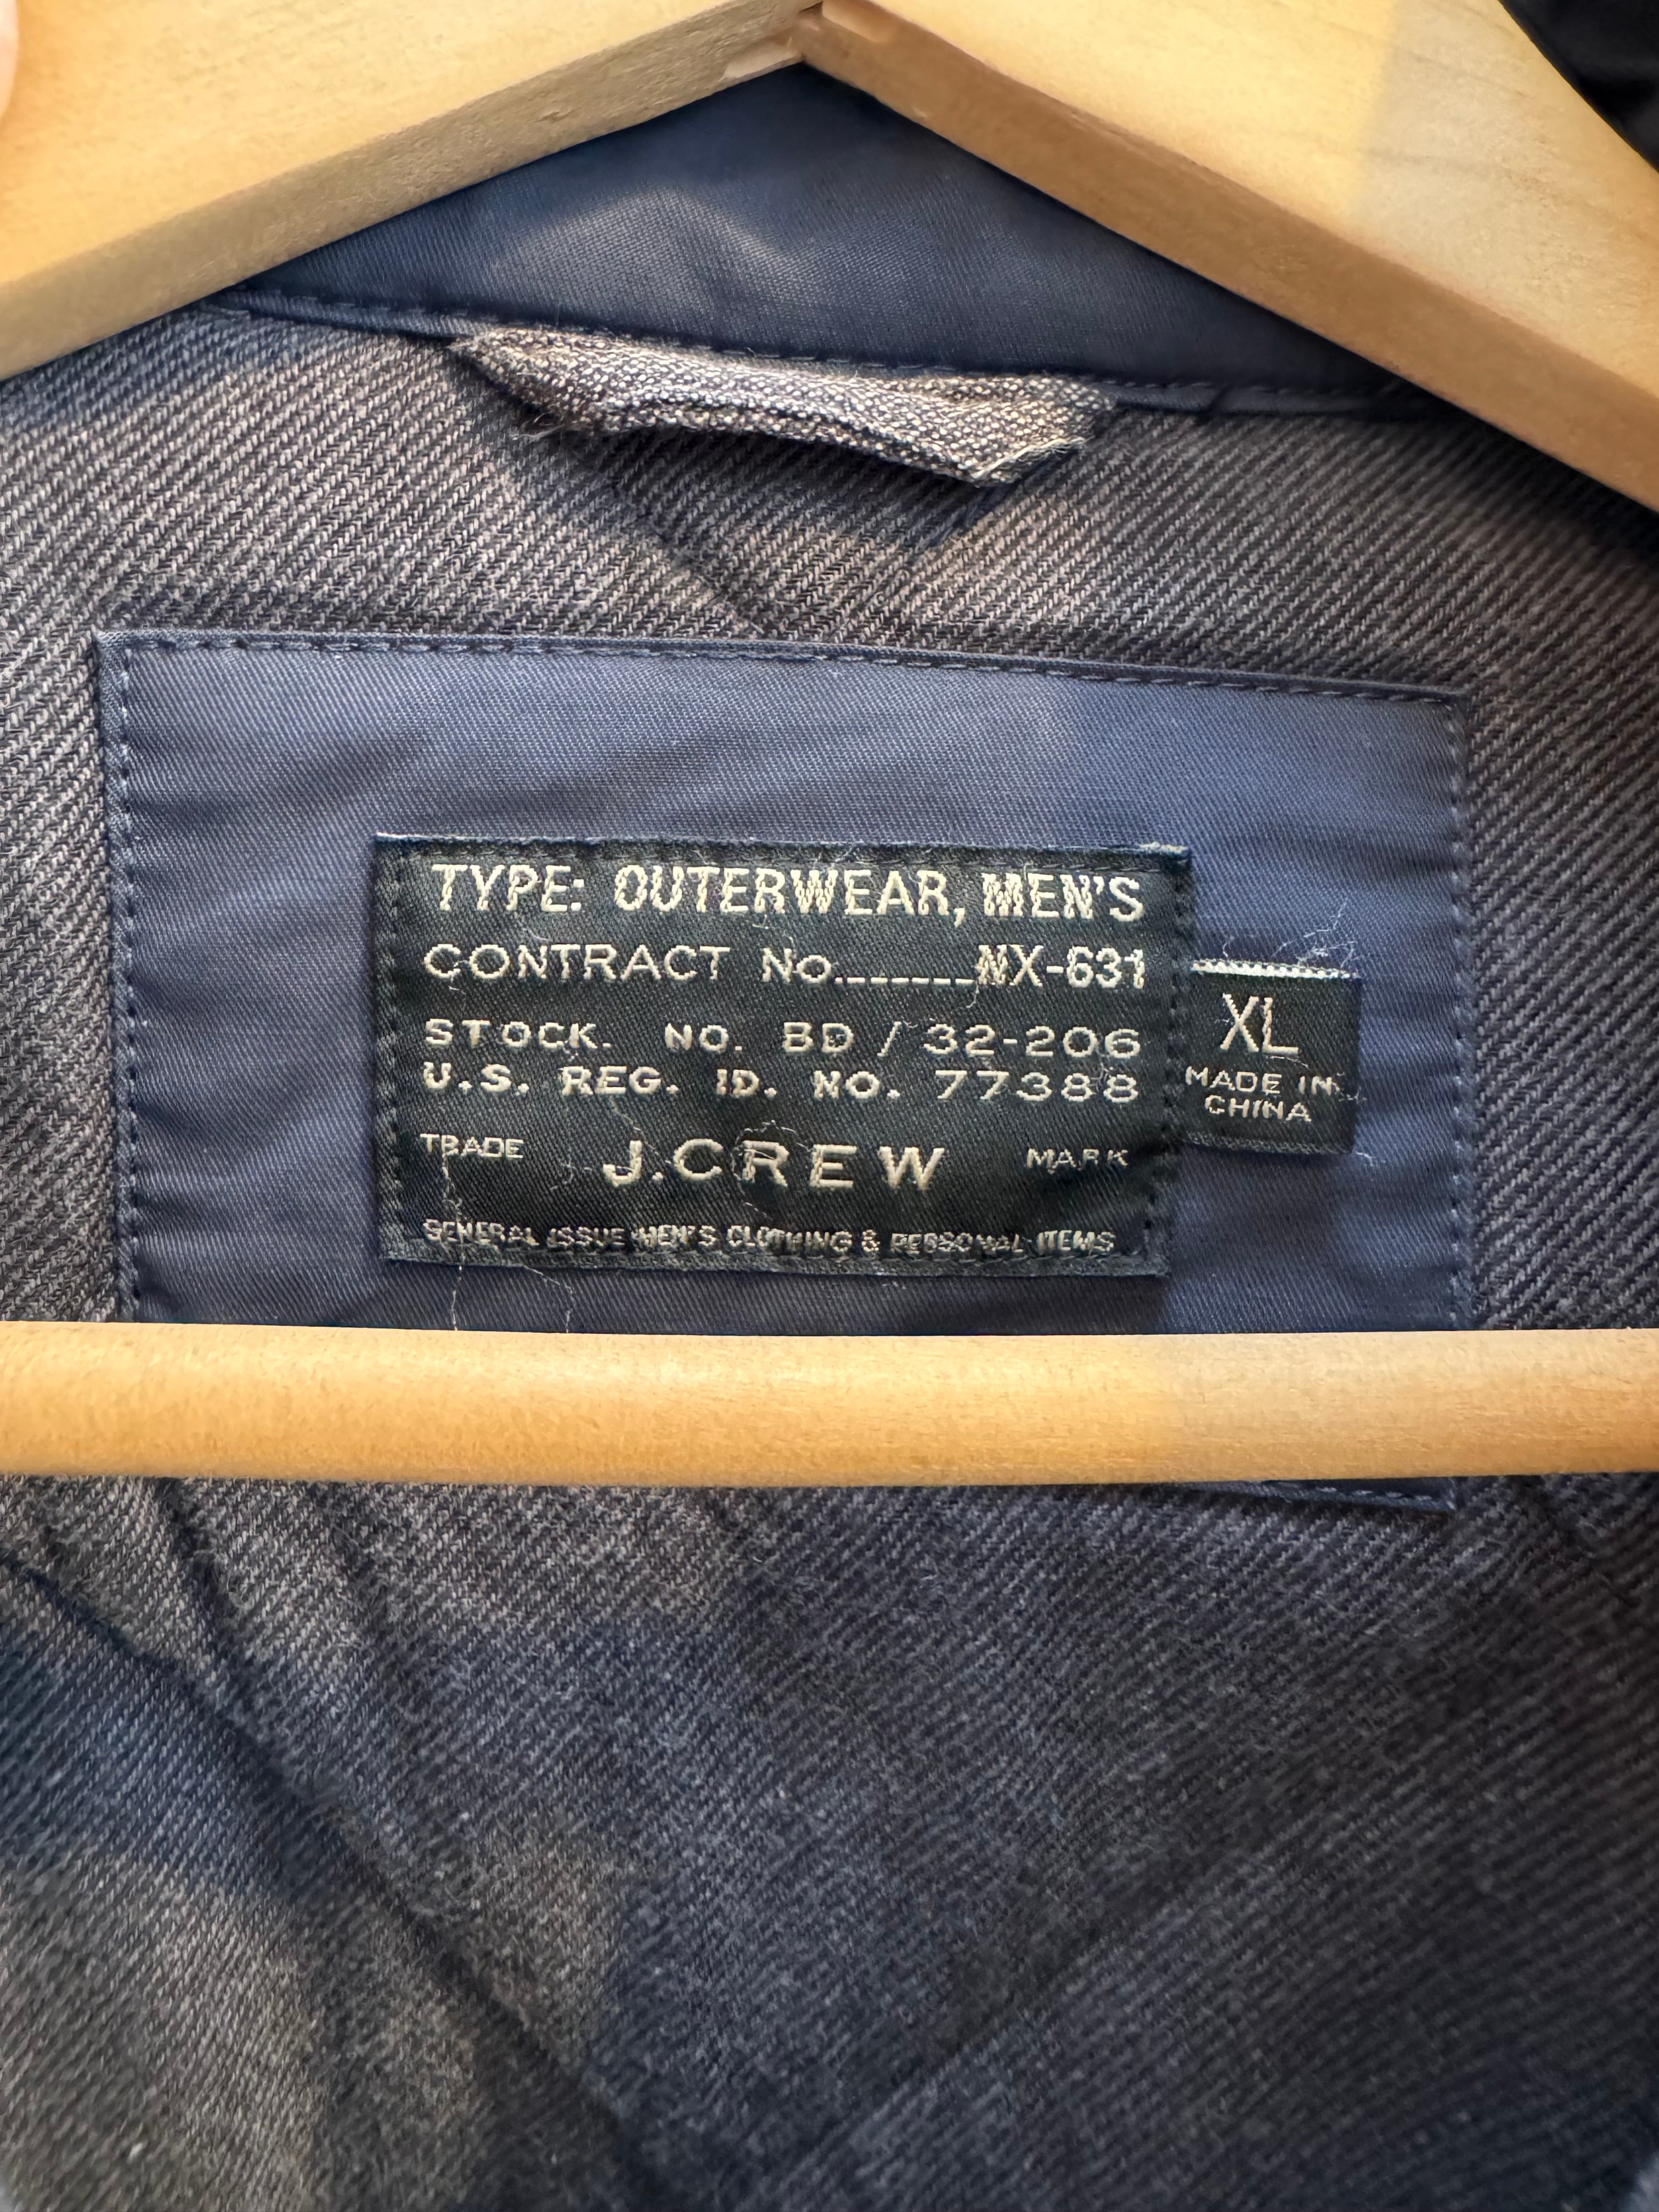 TYPE: OUTERWEAR, MEN'S
CONTRACT No._______NX-631
STOCK. NO. BD / 32-206
U.S. REG. ID. NO. 77388
TRADE J.CREW MARK
GENERAL ISSUE MEN'S CLOTHING & PERSONAL ITEMS
XL
MADE IN
CHINA